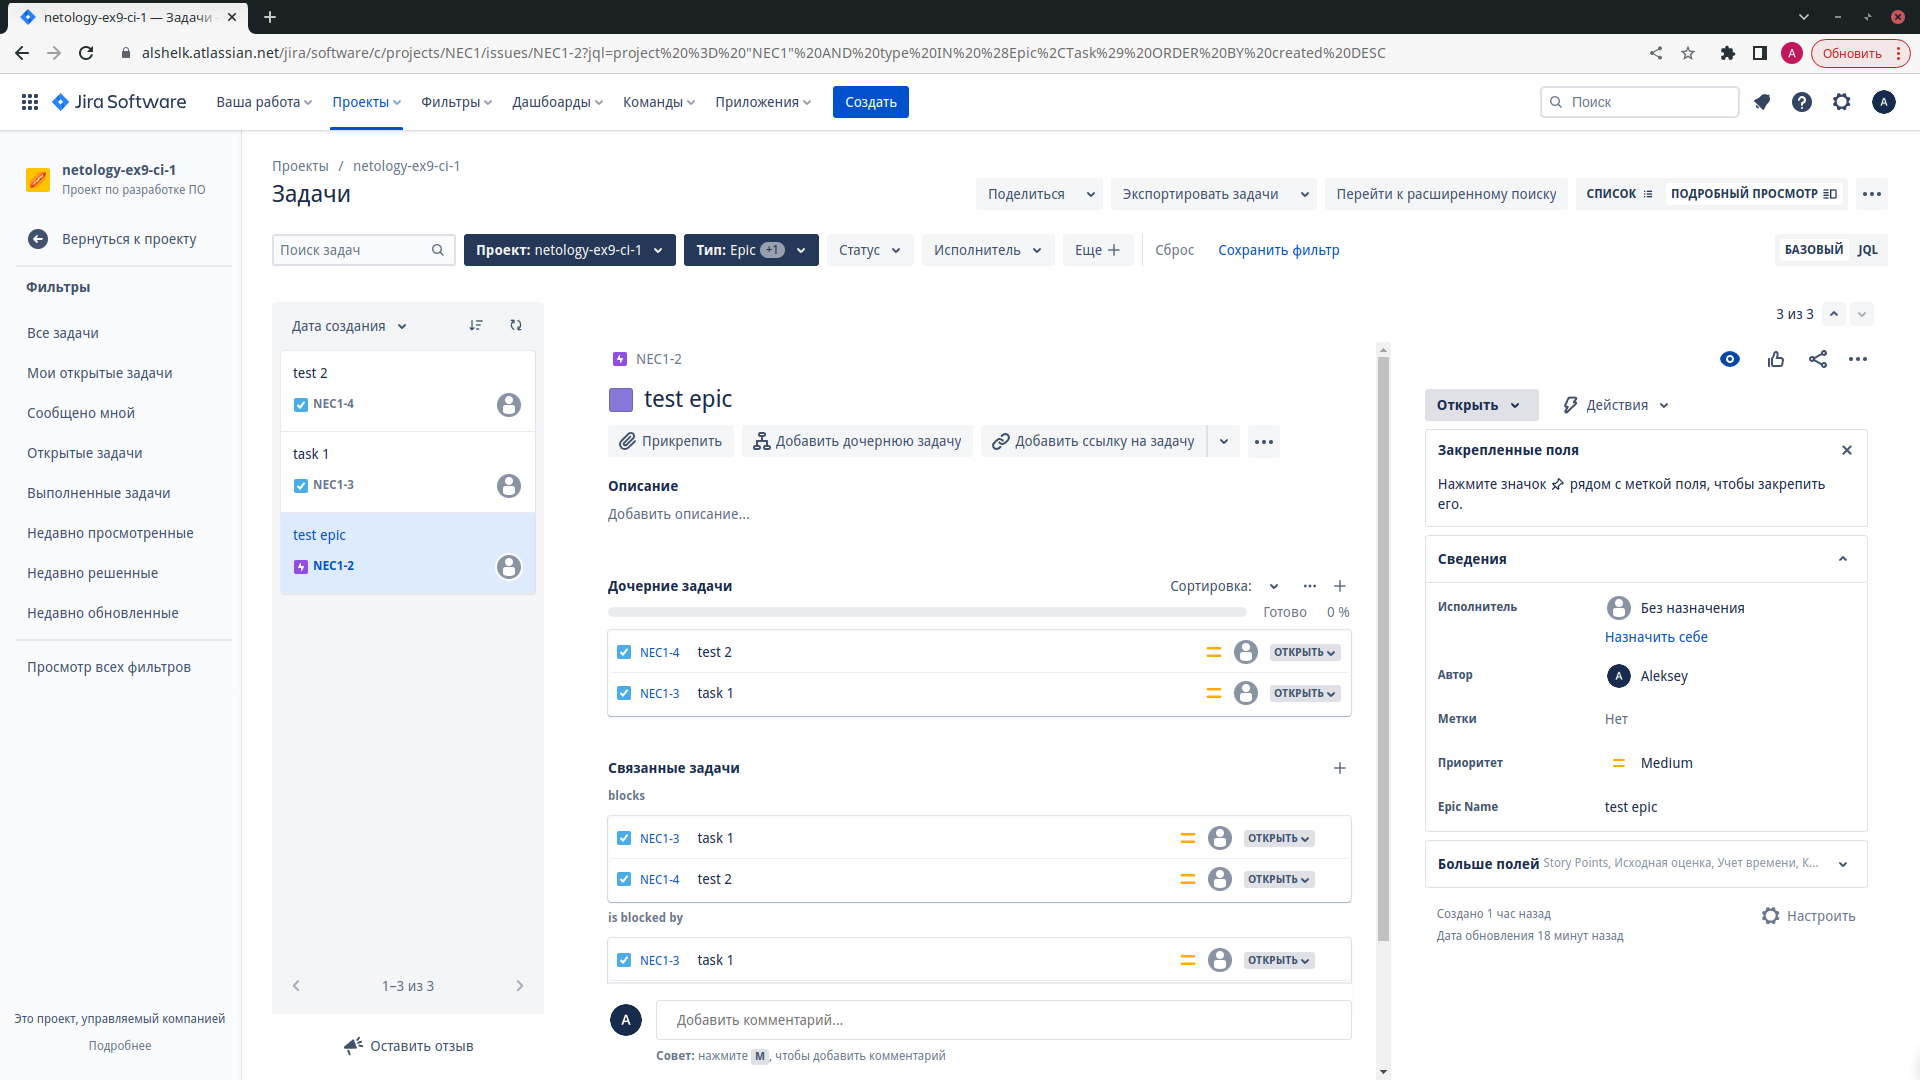 netology-ex9-ci-1 — Задачи
alshelk.atlassian.net/jira/software/c/projects/NEC1/issues/NEC1-2?jql=project%20%3D%20"NEC1"%20AND%20type%20IN%20%28Epic%2CTask%29%20ORDER%20BY%20created%20DESC
A
Обновить
Jira Software
Ваша работа
Проекты
Фильтры
Дашборды
Команды
Приложения
Создать
Поиск
A
netology-ex9-ci-1
Проект по разработке ПО
Вернуться к проекту
Фильтры
Все задачи
Мои открытые задачи
Сообщено мной
Открытые задачи
Выполненные задачи
Недавно просмотренные
Недавно решенные
Недавно обновленные
Просмотр всех фильтров
Это проект, управляемый компанией
Подробнее
Проекты / netology-ex9-ci-1
Задачи
Поделиться
Экспортировать задачи
Перейти к расширенному поиску
СПИСОК
ПОДРОБНЫЙ ПРОСМОТР
Поиск задач
Проект: netology-ex9-ci-1
Тип: Epic +1
Статус
Исполнитель
Еще
Сброс
Сохранить фильтр
БАЗОВЫЙ
JQL
Дата создания
test 2
NEC1-4
task 1
NEC1-3
test epic
NEC1-2
1–3 из 3
Оставить отзыв
3 из 3
NEC1-2
test epic
Прикрепить
Добавить дочернюю задачу
Добавить ссылку на задачу
Описание
Добавить описание...
Дочерние задачи
Сортировка:
Готово 0 %
NEC1-4 test 2 ОТКРЫТЬ
NEC1-3 task 1 ОТКРЫТЬ
Связанные задачи
blocks
NEC1-3 task 1 ОТКРЫТЬ
NEC1-4 test 2 ОТКРЫТЬ
is blocked by
NEC1-3 task 1 ОТКРЫТЬ
A
Добавить комментарий...
Совет: нажмите M, чтобы добавить комментарий
Открыть
Действия
Закрепленные поля
Нажмите значок рядом с меткой поля, чтобы закрепить
его.
Сведения
Исполнитель
Без назначения
Назначить себе
Автор
A Aleksey
Метки
Нет
Приоритет
Medium
Epic Name
test epic
Больше полей Story Points, Исходная оценка, Учет времени, К...
Создано 1 час назад
Дата обновления 18 минут назад
Настроить